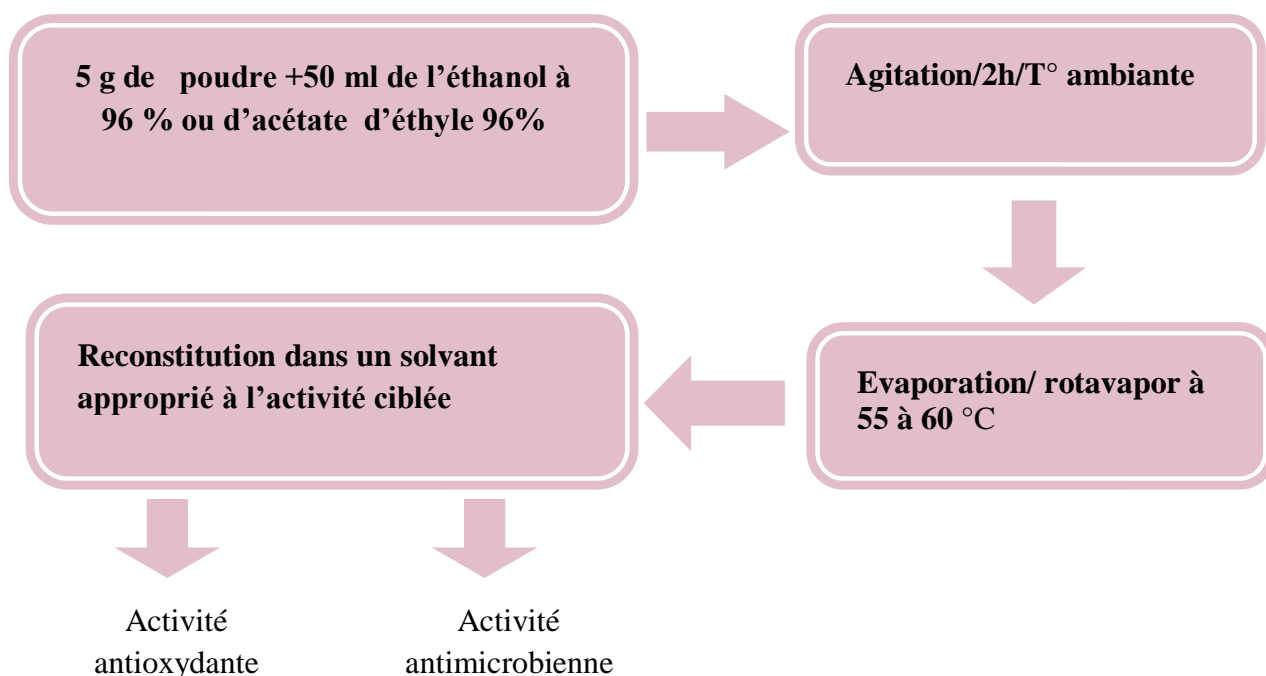 5 g de poudre +50 ml de l’éthanol à
96 % ou d’acétate d’éthyle 96%
Agitation/2h/T° ambiante
Evaporation/ rotavapor à
55 à 60 °C
Reconstitution dans un solvant
approprié à l’activité ciblée
Activité
antioxydante
Activité
antimicrobienne